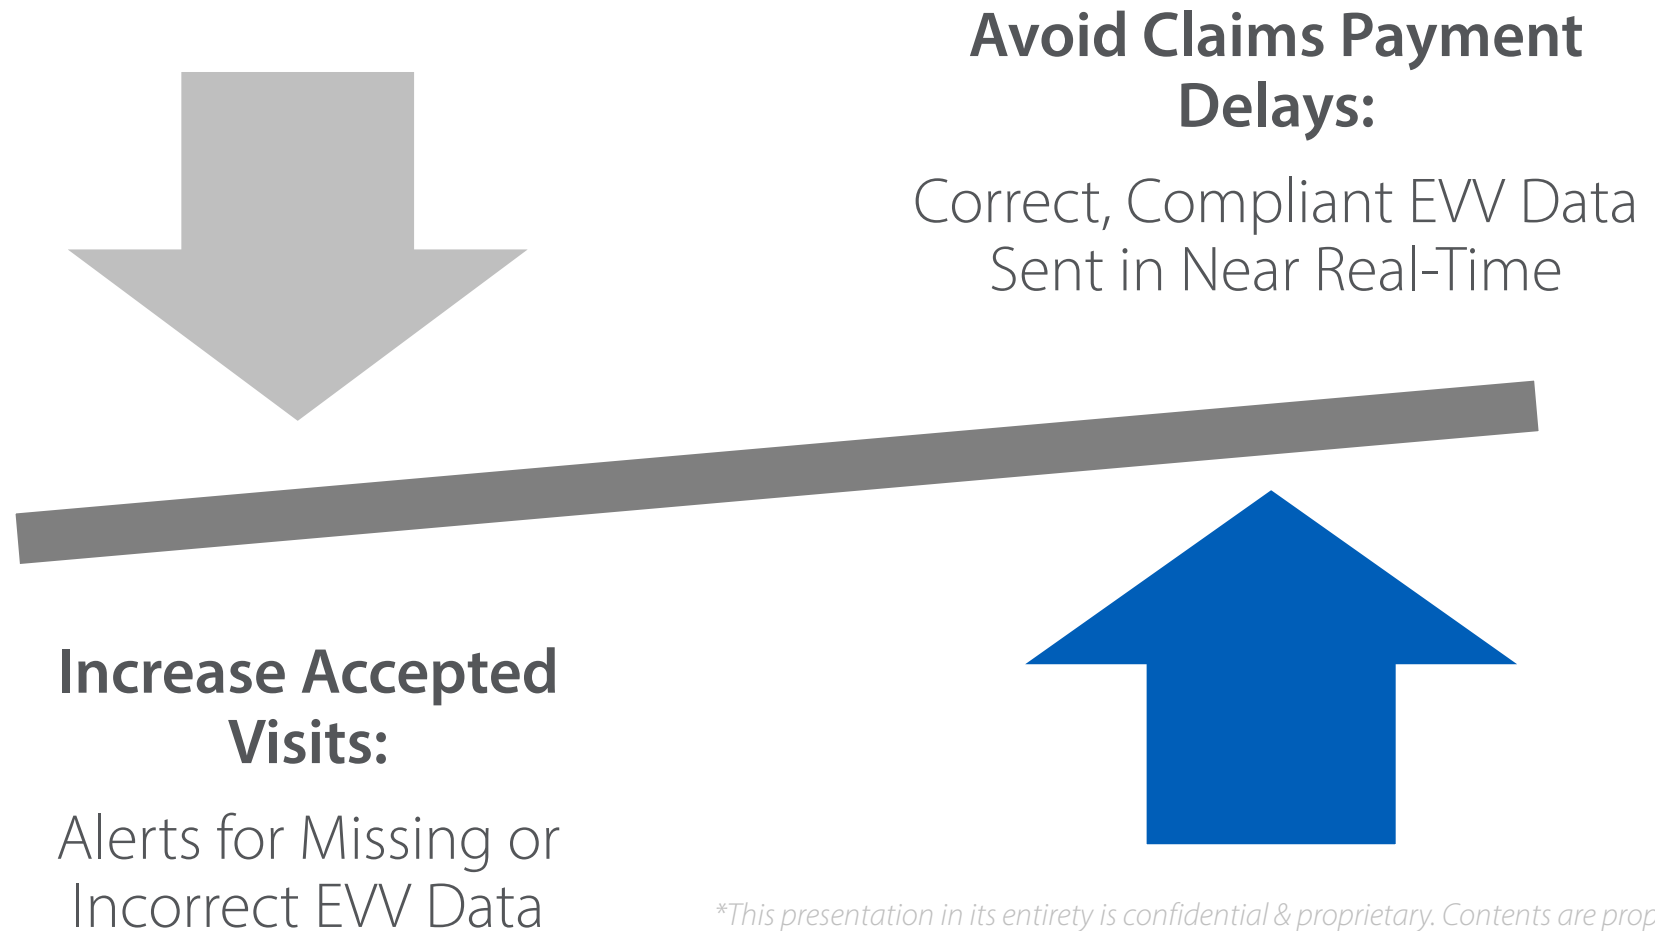 Avoid Claims Payment
Delays:
Correct, Compliant EVV Data
Sent in Near Real-Time
Increase Accepted
Visits:
Alerts for Missing or
Incorrect EVV Data
*This presentation in its entirety is confidential & proprietary. Contents are